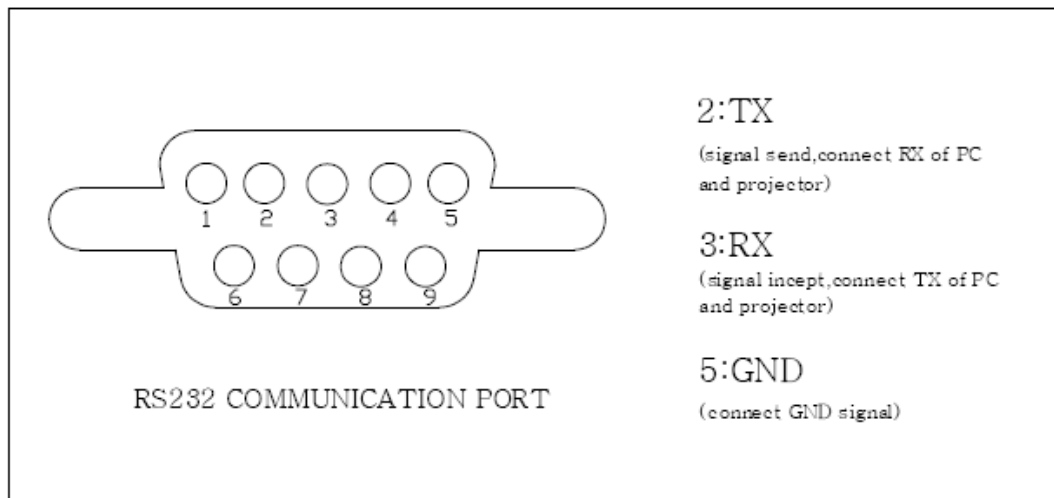 1 2 3 4 5
6 7 8 9
RS232 COMMUNICATION PORT
2:TX
(signal send,connect RX of PC
and projector)
3:RX
(signal incept,connect TX of PC
and projector)
5:GND
(connect GND signal)